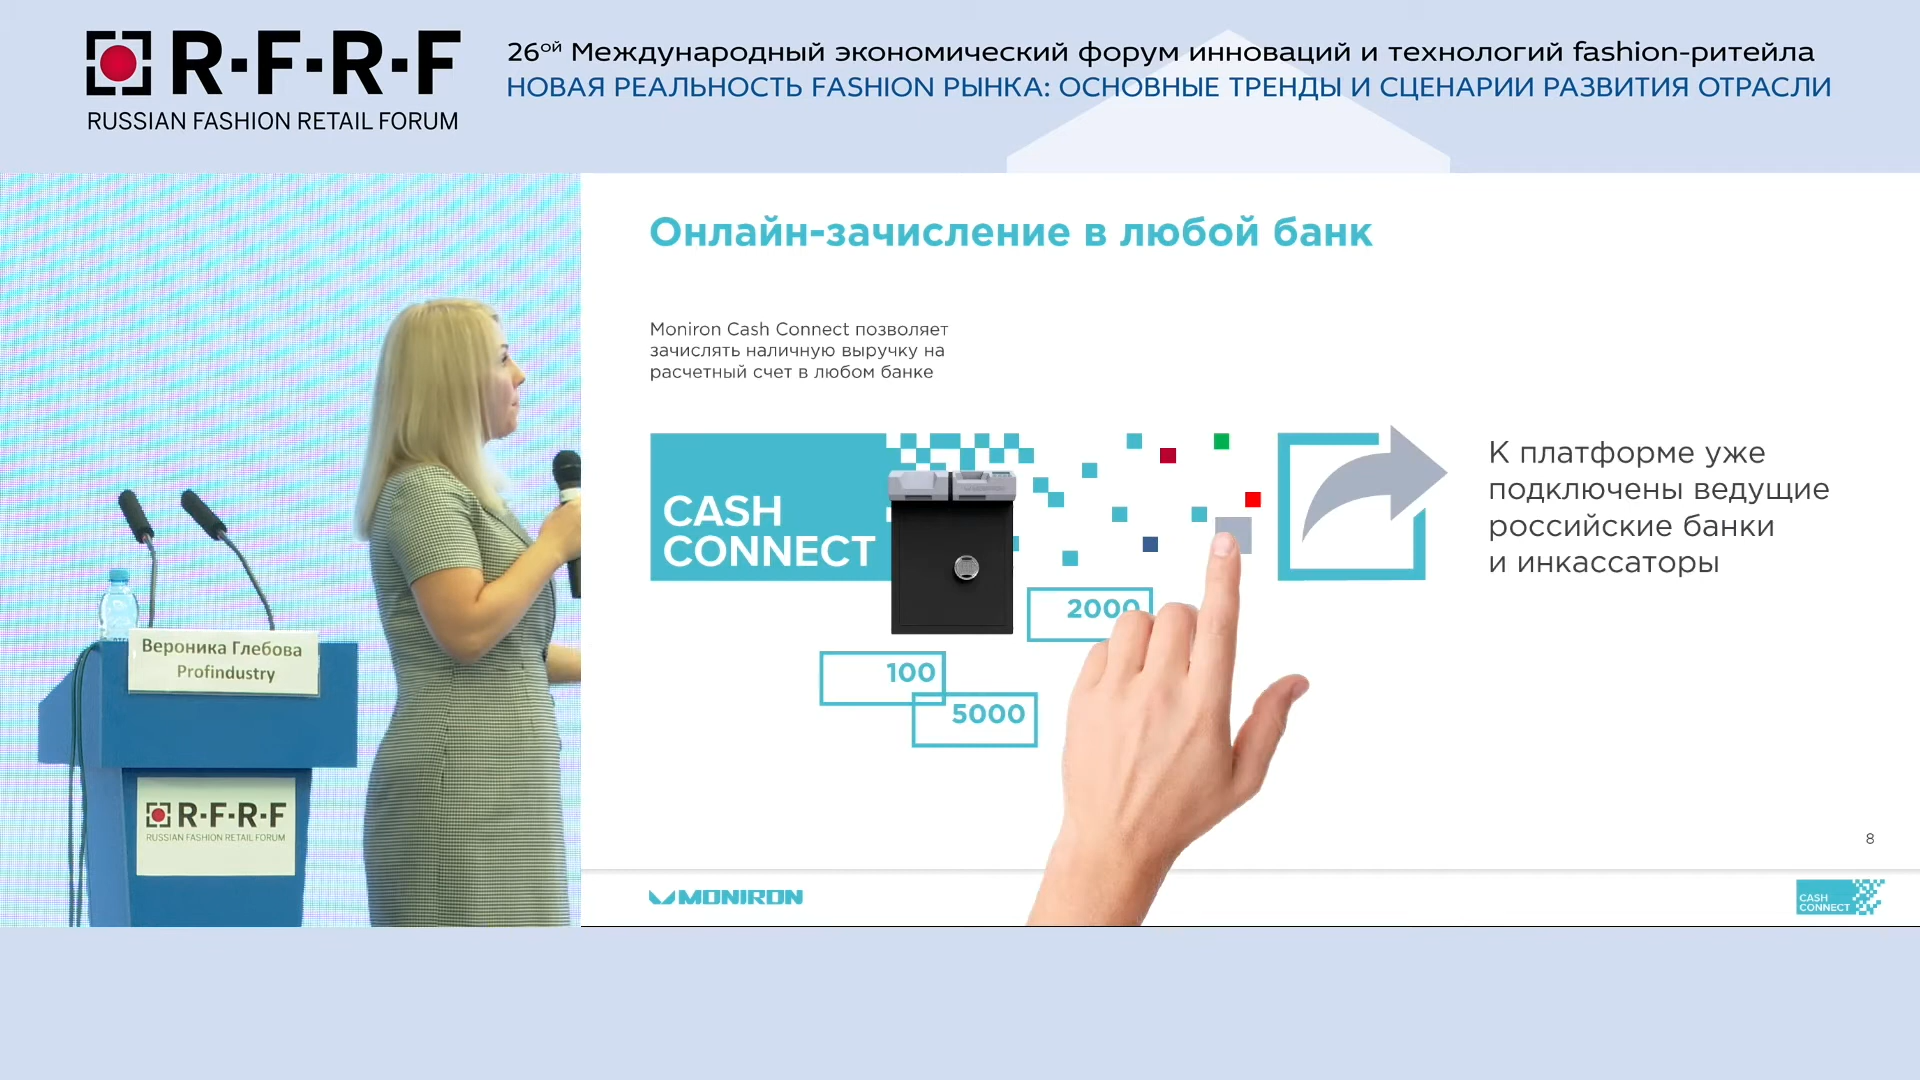 R·F·R·F
RUSSIAN FASHION RETAIL FORUM
26ой Международный экономический форум инноваций и технологий fashion-ритейла
НОВАЯ РЕАЛЬНОСТЬ FASHION РЫНКА: ОСНОВНЫЕ ТРЕНДЫ И СЦЕНАРИИ РАЗВИТИЯ ОТРАСЛИ
Онлайн-зачисление в любой банк
Moniron Cash Connect позволяет
зачислять наличную выручку на
расчетный счет в любом банке
CASH
CONNECT
2000
100
5000
К платформе уже
подключены ведущие
российские банки
и инкассаторы
8
MONIRON
CASH
CONNECT
Вероника Глебова
Profindustry
R·F·R·F
RUSSIAN FASHION RETAIL FORUM